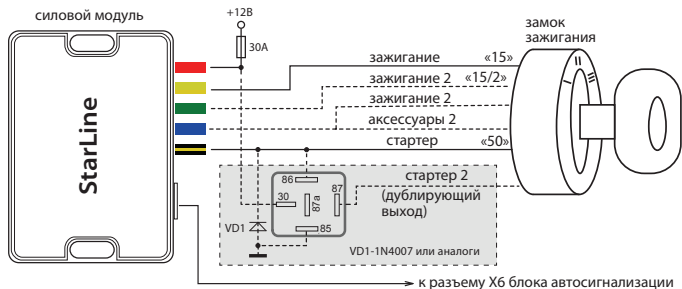 силовой модуль
+12В
30А
замок
зажигания
StarLine
зажигание «15»
зажигание 2 «15/2»
зажигание 2
аксессуары 2
стартер «50»
86
30
87а
87
85
VD1
стартер 2
(дублирующий
выход)
VD1-1N4007 или аналоги
к разъему Х6 блока автосигнализации